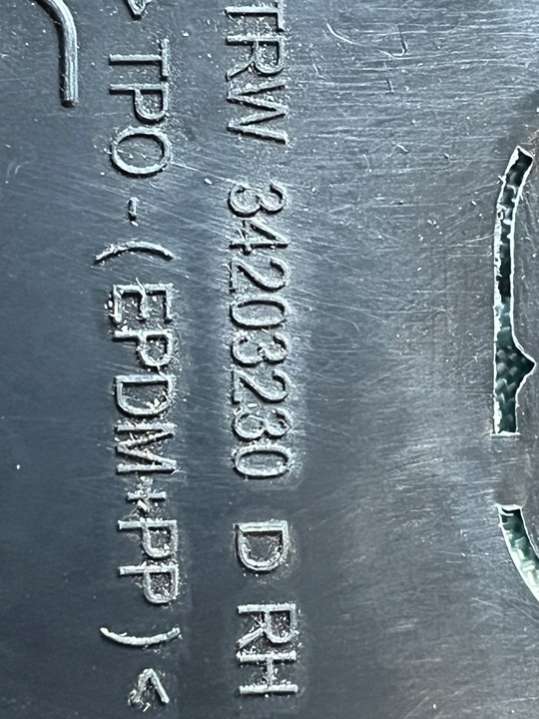 TRW 34203230 D RH
> TPO-(EPDM+PP)<